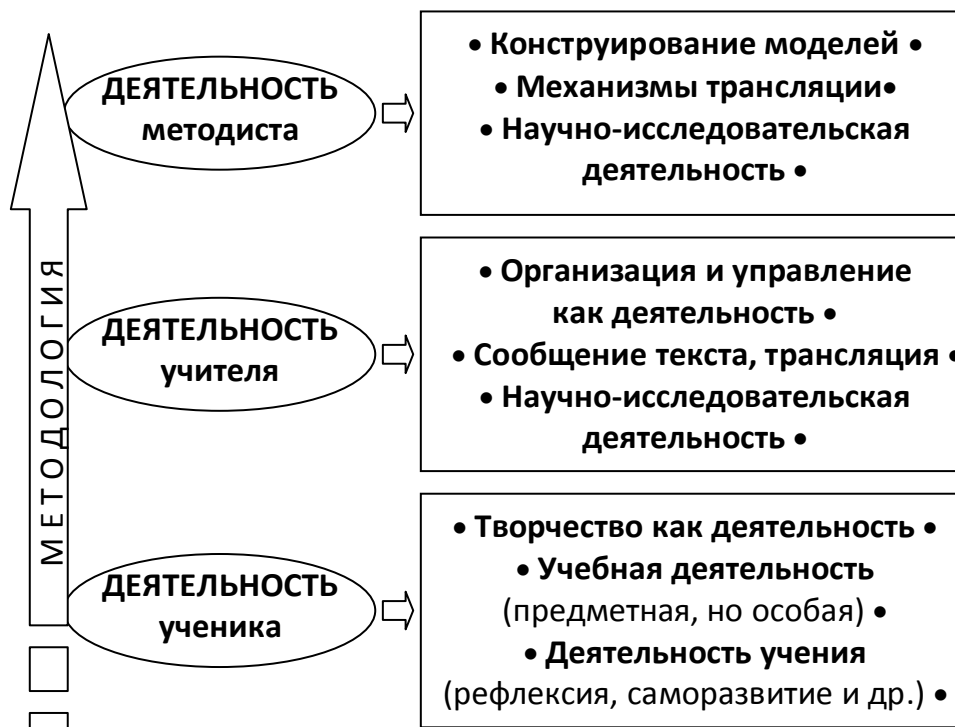 ДЕЯТЕЛЬНОСТЬ
методиста
• Конструирование моделей •
• Механизмы трансляции•
• Научно-исследовательская
деятельность •
МЕТОДОЛОГИЯ
ДЕЯТЕЛЬНОСТЬ
учителя
• Организация и управление
как деятельность •
• Сообщение текста, трансляция •
• Научно-исследовательская
деятельность •
ДЕЯТЕЛЬНОСТЬ
ученика
• Творчество как деятельность •
• Учебная деятельность
(предметная, но особая) •
• Деятельность учения
(рефлексия, саморазвитие и др.) •